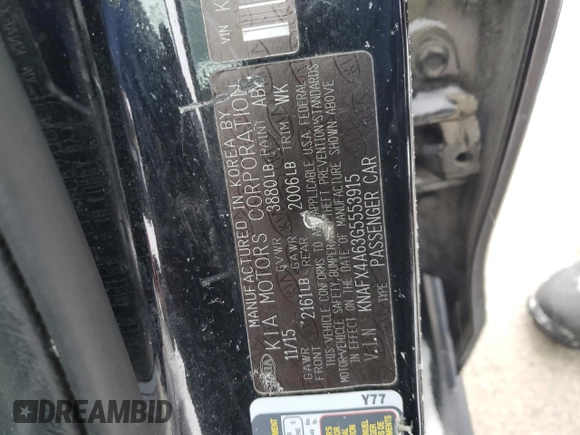 MANUFACTURED IN KOREA BY
KIA MOTORS CORPORATION
11/15 GVWR 3880LB PAINT AB
GAWR 2161LB GAWR 2006LB TRIM WK
FRONT REAR
THIS VEHICLE CONFORMS TO ALL APPLICABLE U.S.A. FEDERAL
MOTOR-VEHICLE SAFETY, BUMPER, AND THEFT PREVENTION STANDARDS
IN EFFECT ON THE DATE OF MANUFACTURE SHOWN ABOVE
V.I.N KNAFX4A63G5553915
TYPE PASSENGER CAR
VIN K
Y77
DREAMBID